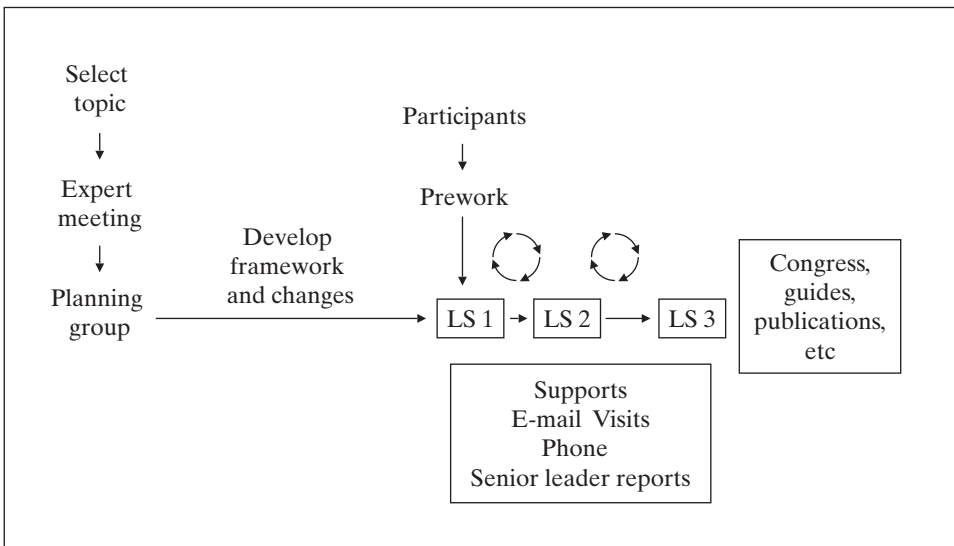 Select
topic
Expert
meeting
Planning
group
Develop
framework
and changes
Participants
Prework
LS 1
LS 2
LS 3
Congress,
guides,
publications,
etc
Supports
E-mail Visits
Phone
Senior leader reports